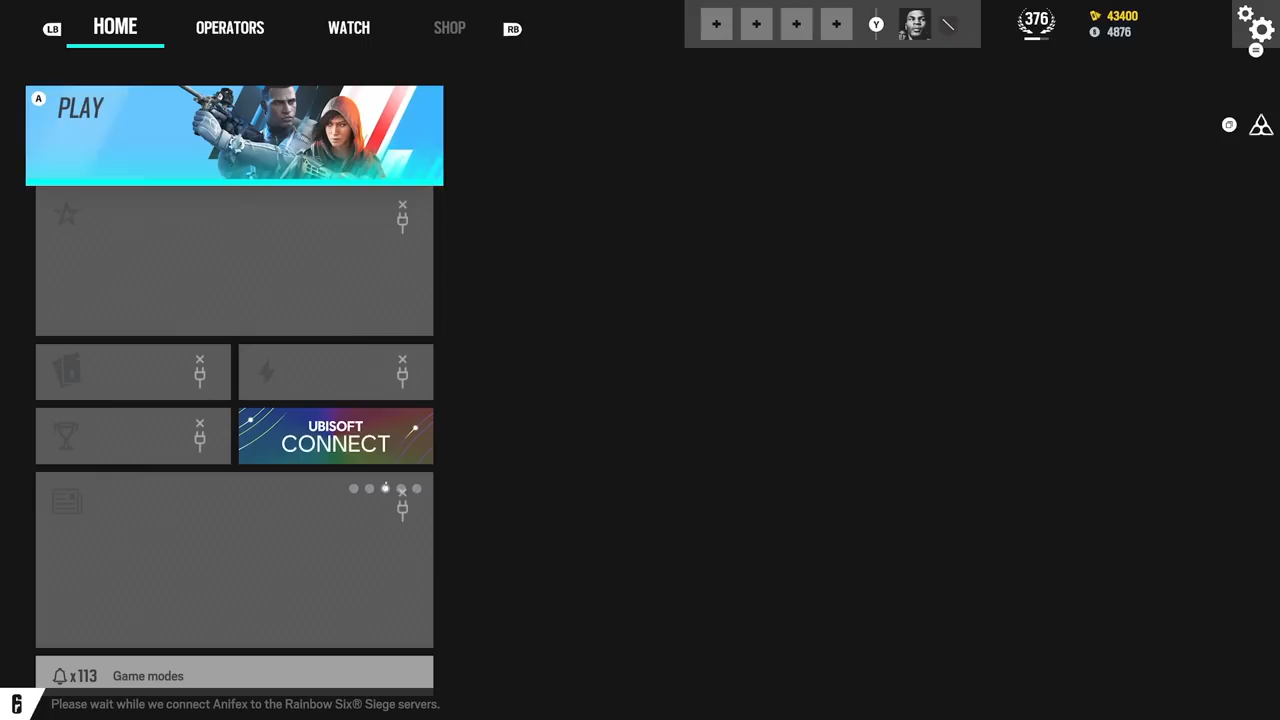 LB
HOME
OPERATORS
WATCH
SHOP
RB
Y
376
43400
4876
A
PLAY
UBISOFT
CONNECT
x113
Game modes
Please wait while we connect Anifex to the Rainbow Six® Siege servers.